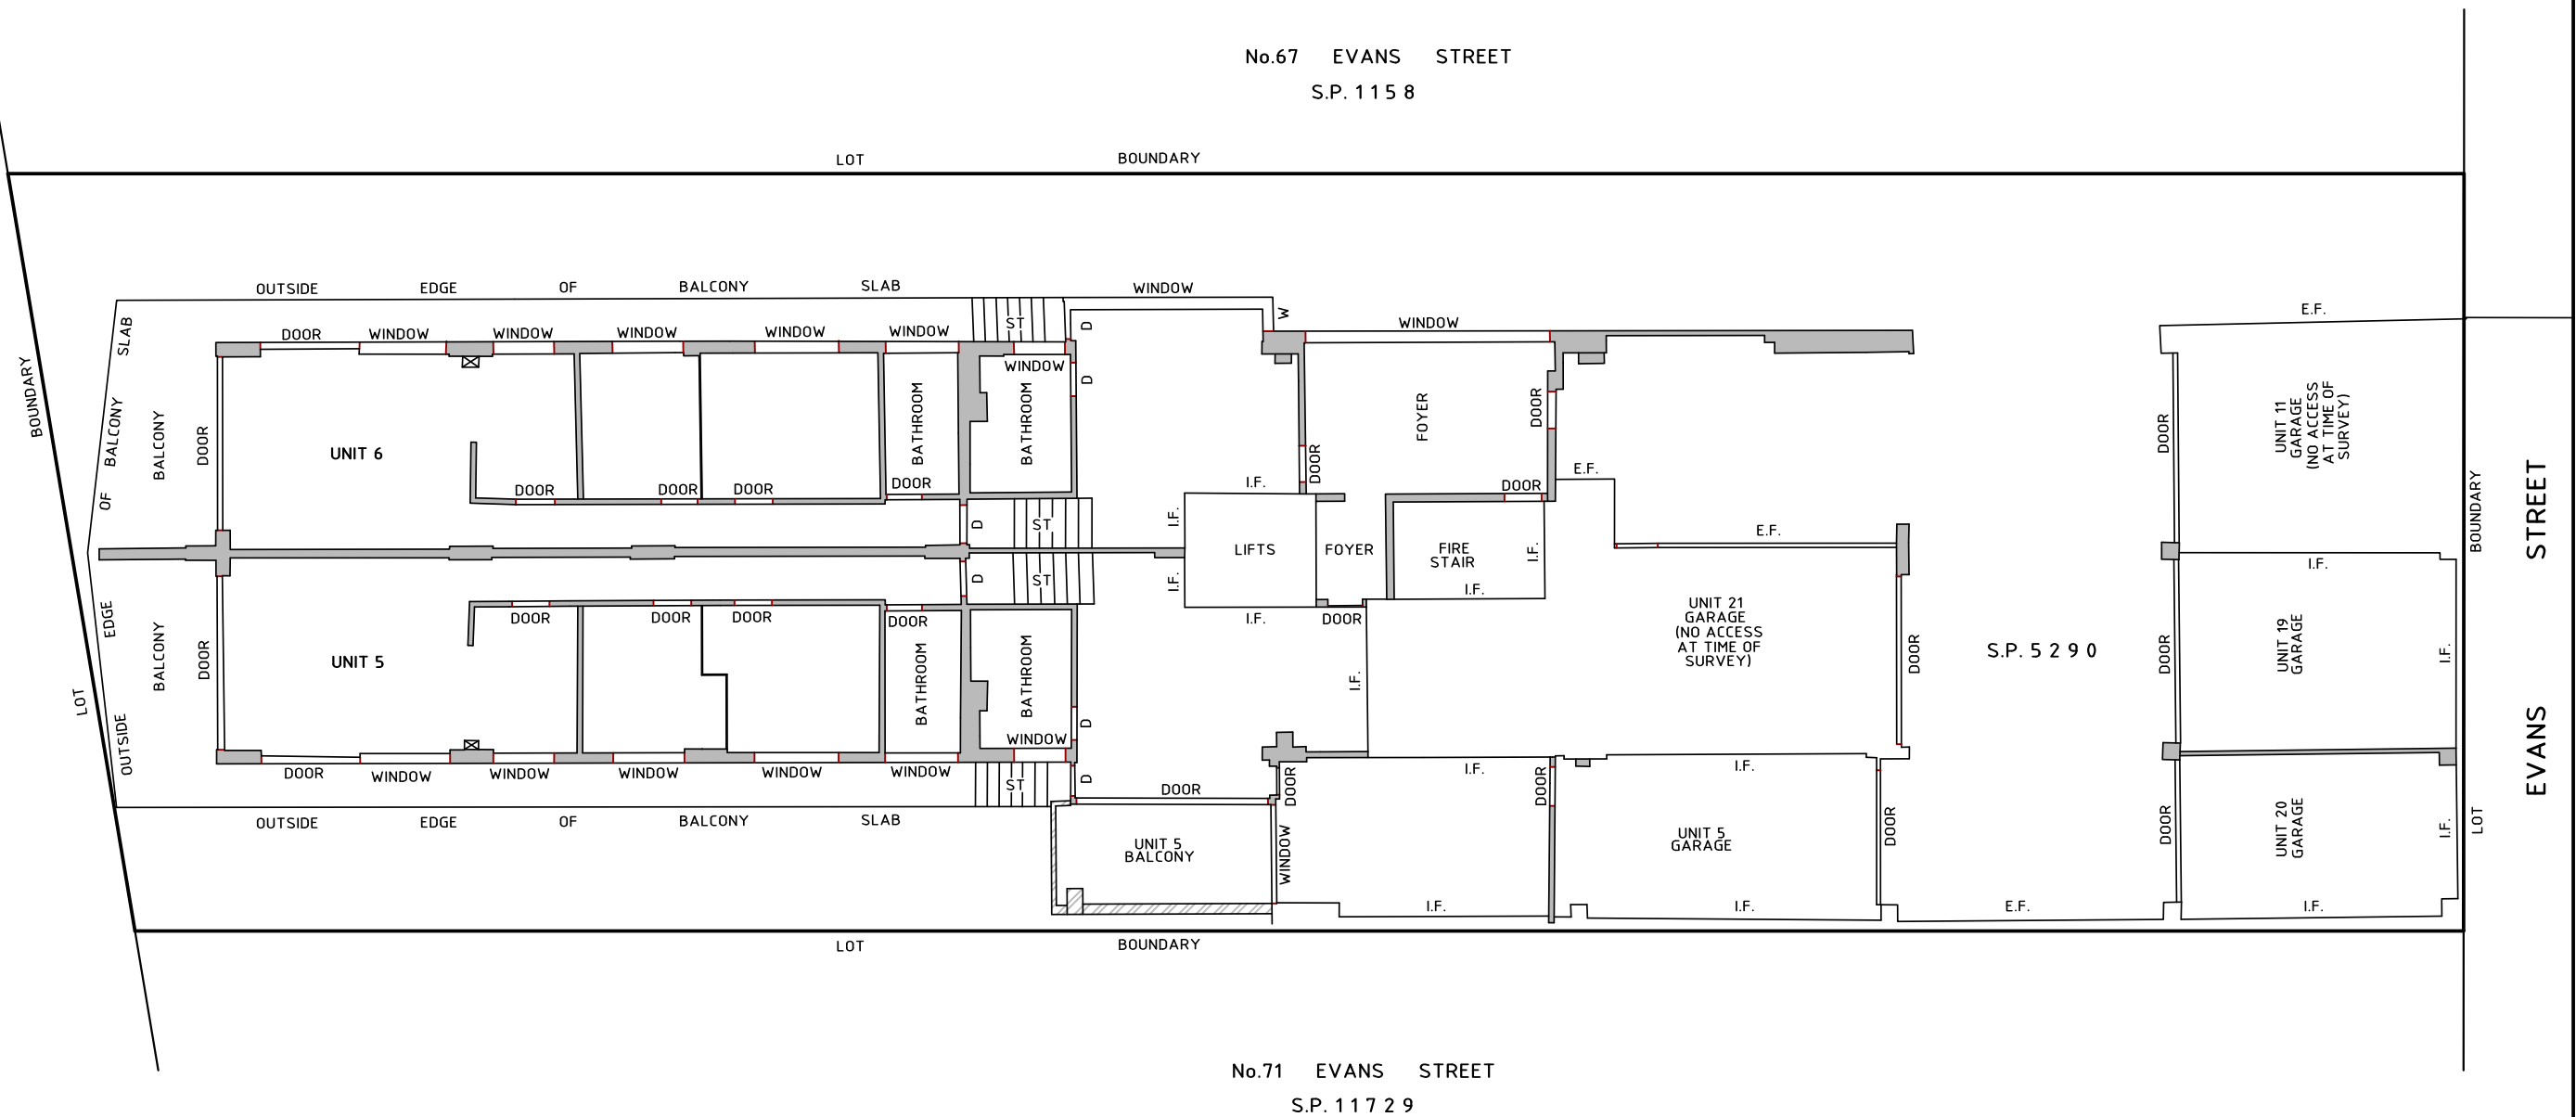 No.67 EVANS STREET
S.P. 1158
LOT BOUNDARY
OUTSIDE EDGE OF BALCONY SLAB
WINDOW
E.F.
DOOR WINDOW WINDOW WINDOW WINDOW WINDOW
ST
D
W
WINDOW
WINDOW
D
BOUNDARY
LOT
OUTSIDE EDGE OF BALCONY SLAB
BALCONY
DOOR
UNIT 6
BATHROOM
BATHROOM
FOYER
DOOR
DOOR
DOOR
UNIT 11
GARAGE
(NO ACCESS
AT TIME OF
SURVEY)
DOOR DOOR DOOR DOOR
I.F.
DOOR
E.F.
D
ST
I.F.
LIFTS
FOYER
FIRE
STAIR
I.F.
E.F.
I.F.
BOUNDARY
LOT
EVANS STREET
D
ST
I.F.
I.F.
DOOR DOOR DOOR DOOR
I.F.
DOOR
UNIT 21
GARAGE
(NO ACCESS
AT TIME OF
SURVEY)
DOOR
S.P. 5290
DOOR
UNIT 19
GARAGE
I.F.
BALCONY
DOOR
UNIT 5
BATHROOM
BATHROOM
I.F.
D
WINDOW
DOOR WINDOW WINDOW WINDOW WINDOW WINDOW
ST
D
DOOR
DOOR
I.F.
DOOR
I.F.
OUTSIDE EDGE OF BALCONY SLAB
UNIT 5
BALCONY
WINDOW
UNIT 5
GARAGE
DOOR
DOOR
UNIT 20
GARAGE
I.F.
I.F.
I.F.
E.F.
I.F.
LOT BOUNDARY
No.71 EVANS STREET
S.P. 11729